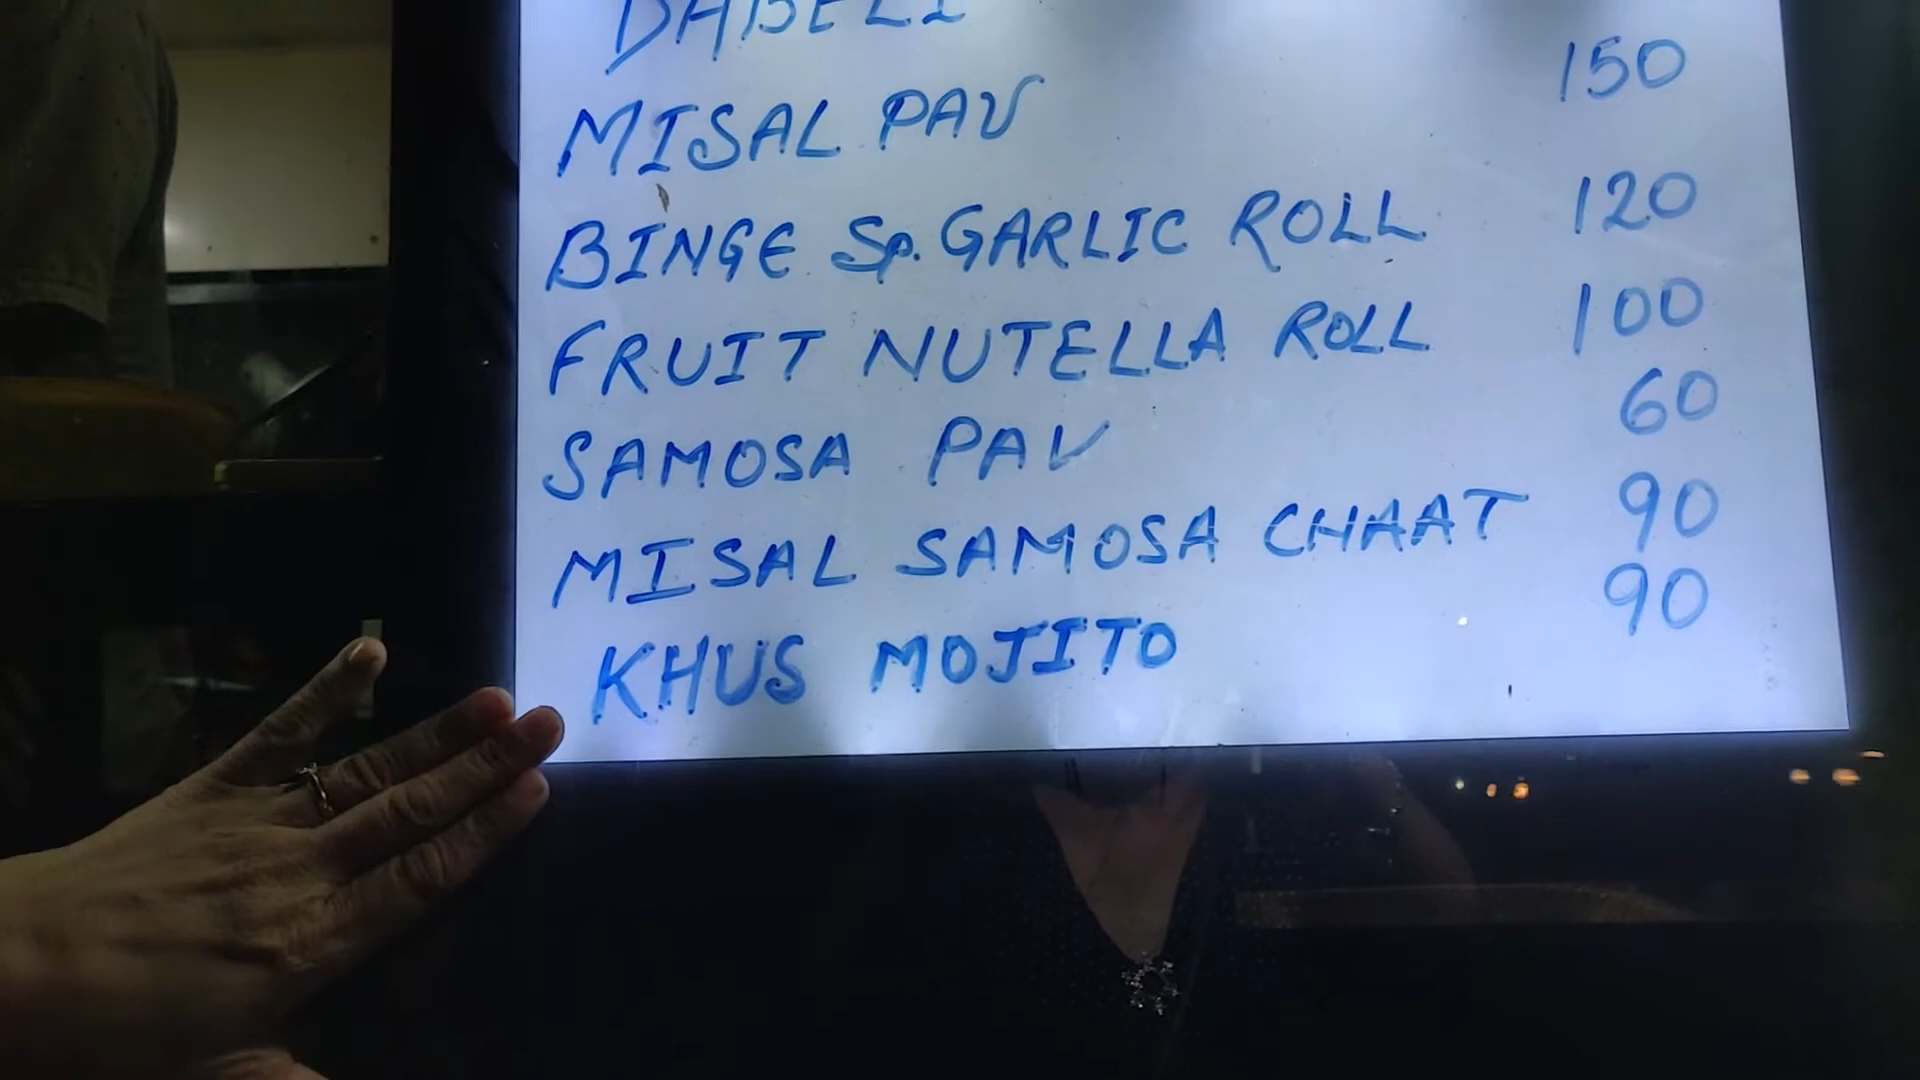 DABELI
MISAL PAV 150
BINGE Sp. GARLIC ROLL 120
FRUIT NUTELLA ROLL 100
SAMOSA PAV 60
MISAL SAMOSA CHAAT 90
KHUS MOJITO 90